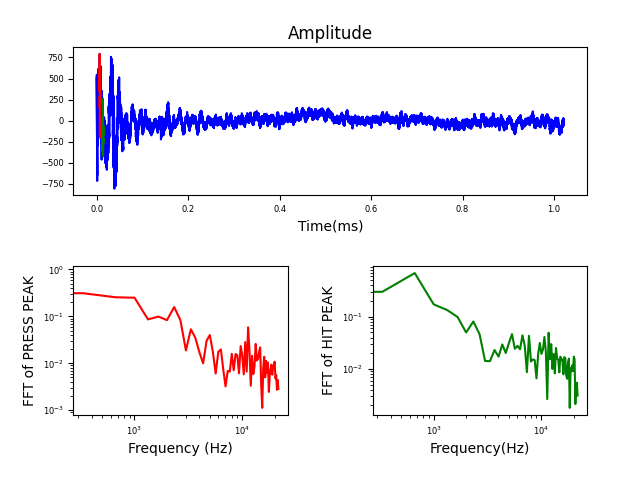 Amplitude
750
500
250
0
−250
−500
−750
0.0 0.2 0.4 0.6 0.8 1.0
Time(ms)
FFT of PRESS PEAK
10⁰
10⁻¹
10⁻²
10⁻³
10³ 10⁴
Frequency (Hz)
FFT of HIT PEAK
10⁻¹
10⁻²
10³ 10⁴
Frequency(Hz)